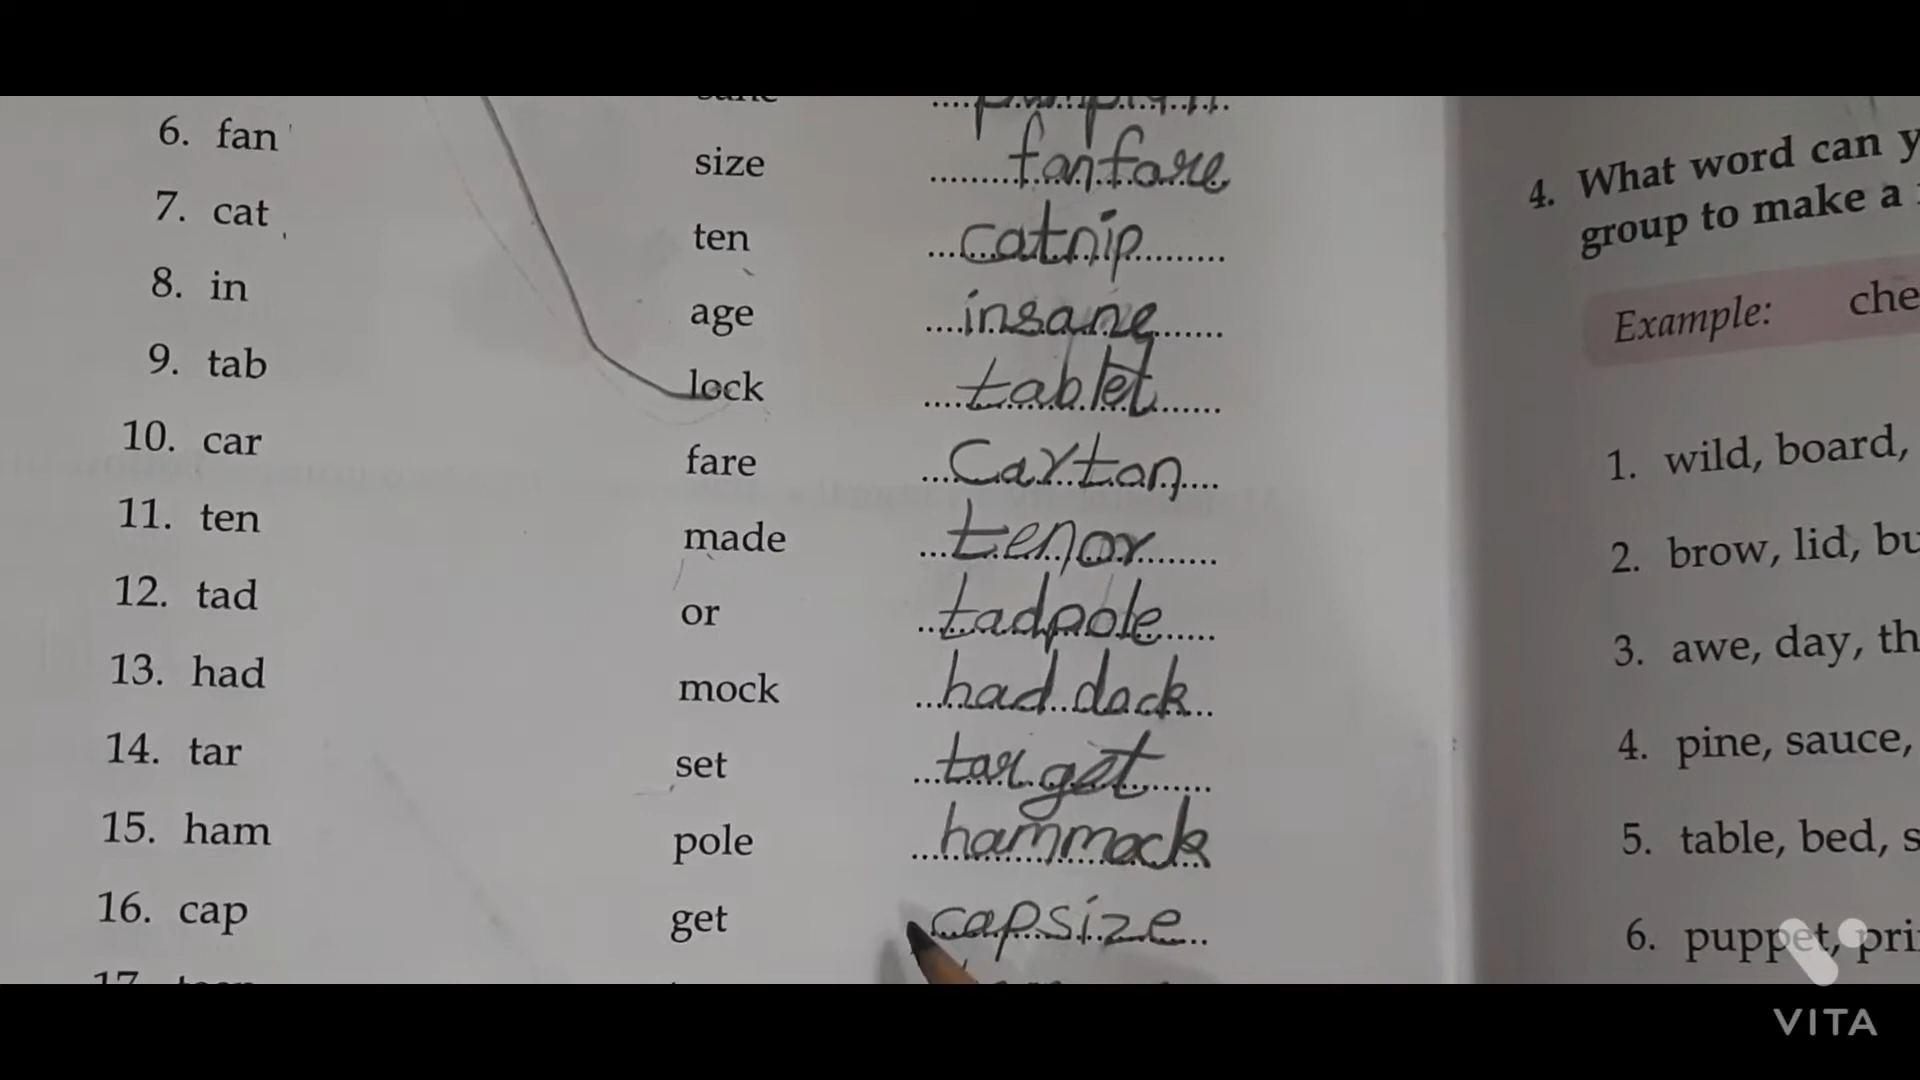 6. fan size fanfare
7. cat ten catnip
8. in age insane
9. tab lock tablet
10. car fare Carton
11. ten made tenor
12. tad or tadpole
13. had mock haddock
14. tar set target
15. ham pole hammock
16. cap get capsize
17.
4. What word can y
group to make a
Example: che
1. wild, board,
2. brow, lid, bu
3. awe, day, th
4. pine, sauce,
5. table, bed, s
6. puppet, pri
VITA